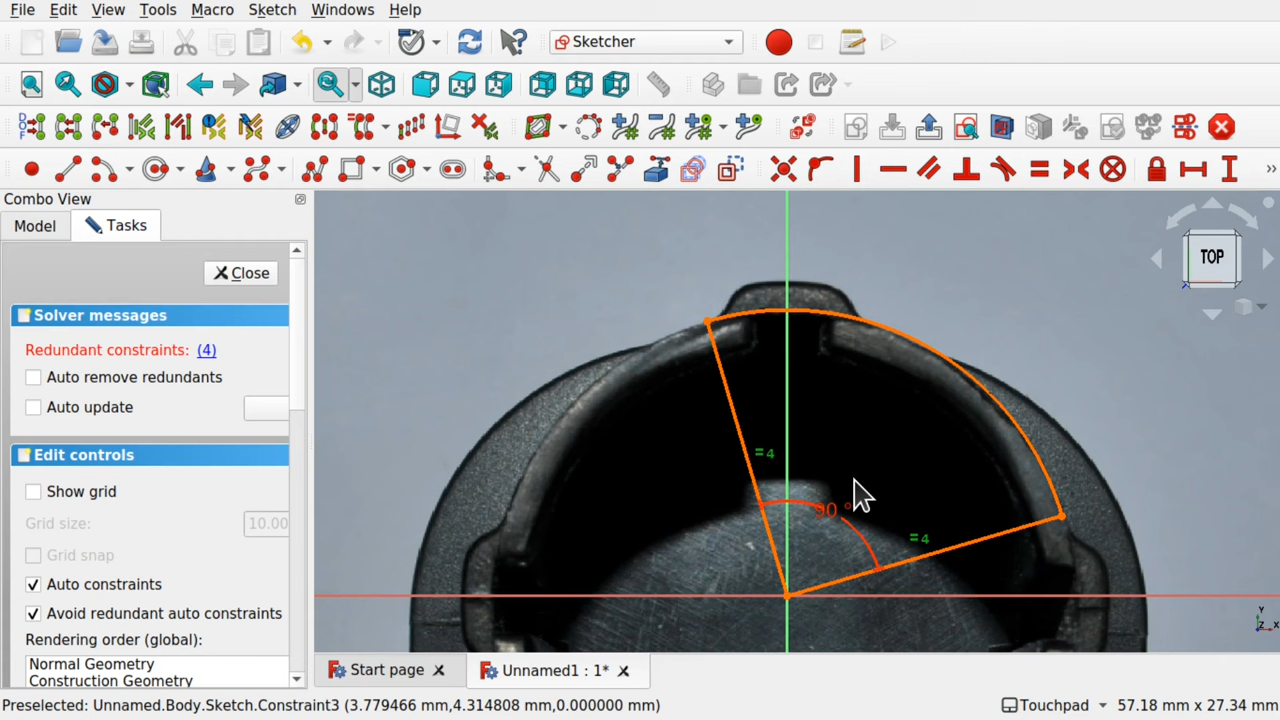 File Edit View Tools Macro Sketch Windows Help
Sketcher
Combo View
Model Tasks
Close
Solver messages
Redundant constraints: (4)
Auto remove redundants
Auto update
Edit controls
Show grid
Grid size: 10.00
Grid snap
Auto constraints
Avoid redundant auto constraints
Rendering order (global):
Normal Geometry
Construction Geometry
TOP
= 4
90 °
= 4
Y
Z X
Start page Unnamed1 : 1*
Preselected: Unnamed.Body.Sketch.Constraint3 (3.779466 mm,4.314808 mm,0.000000 mm) Touchpad 57.18 mm x 27.34 mm